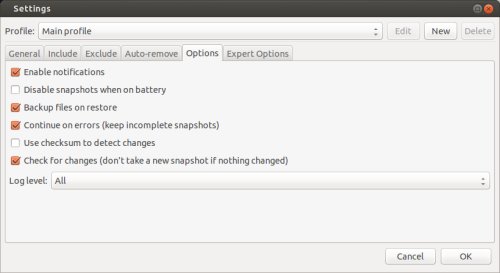 Settings
Profile: Main profile Edit New Delete
General Include Exclude Auto-remove Options Expert Options
Enable notifications
Disable snapshots when on battery
Backup files on restore
Continue on errors (keep incomplete snapshots)
Use checksum to detect changes
Check for changes (don't take a new snapshot if nothing changed)
Log level: All
Cancel OK